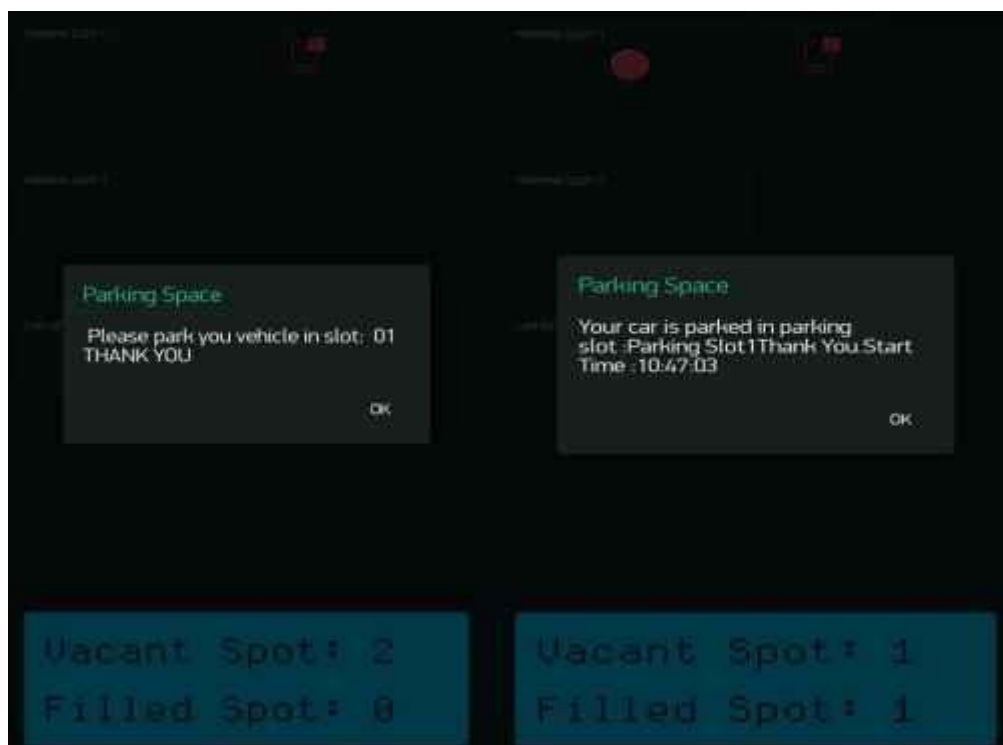 Parking Space
Please park you vehicle in slot: 01
THANK YOU
OK
Vacant Spot: 2
Filled Spot: 0
Parking Space
Your car is parked in parking
slot :Parking Slot1Thank You.Start
Time :10:47:03
OK
Vacant Spot: 1
Filled Spot: 1